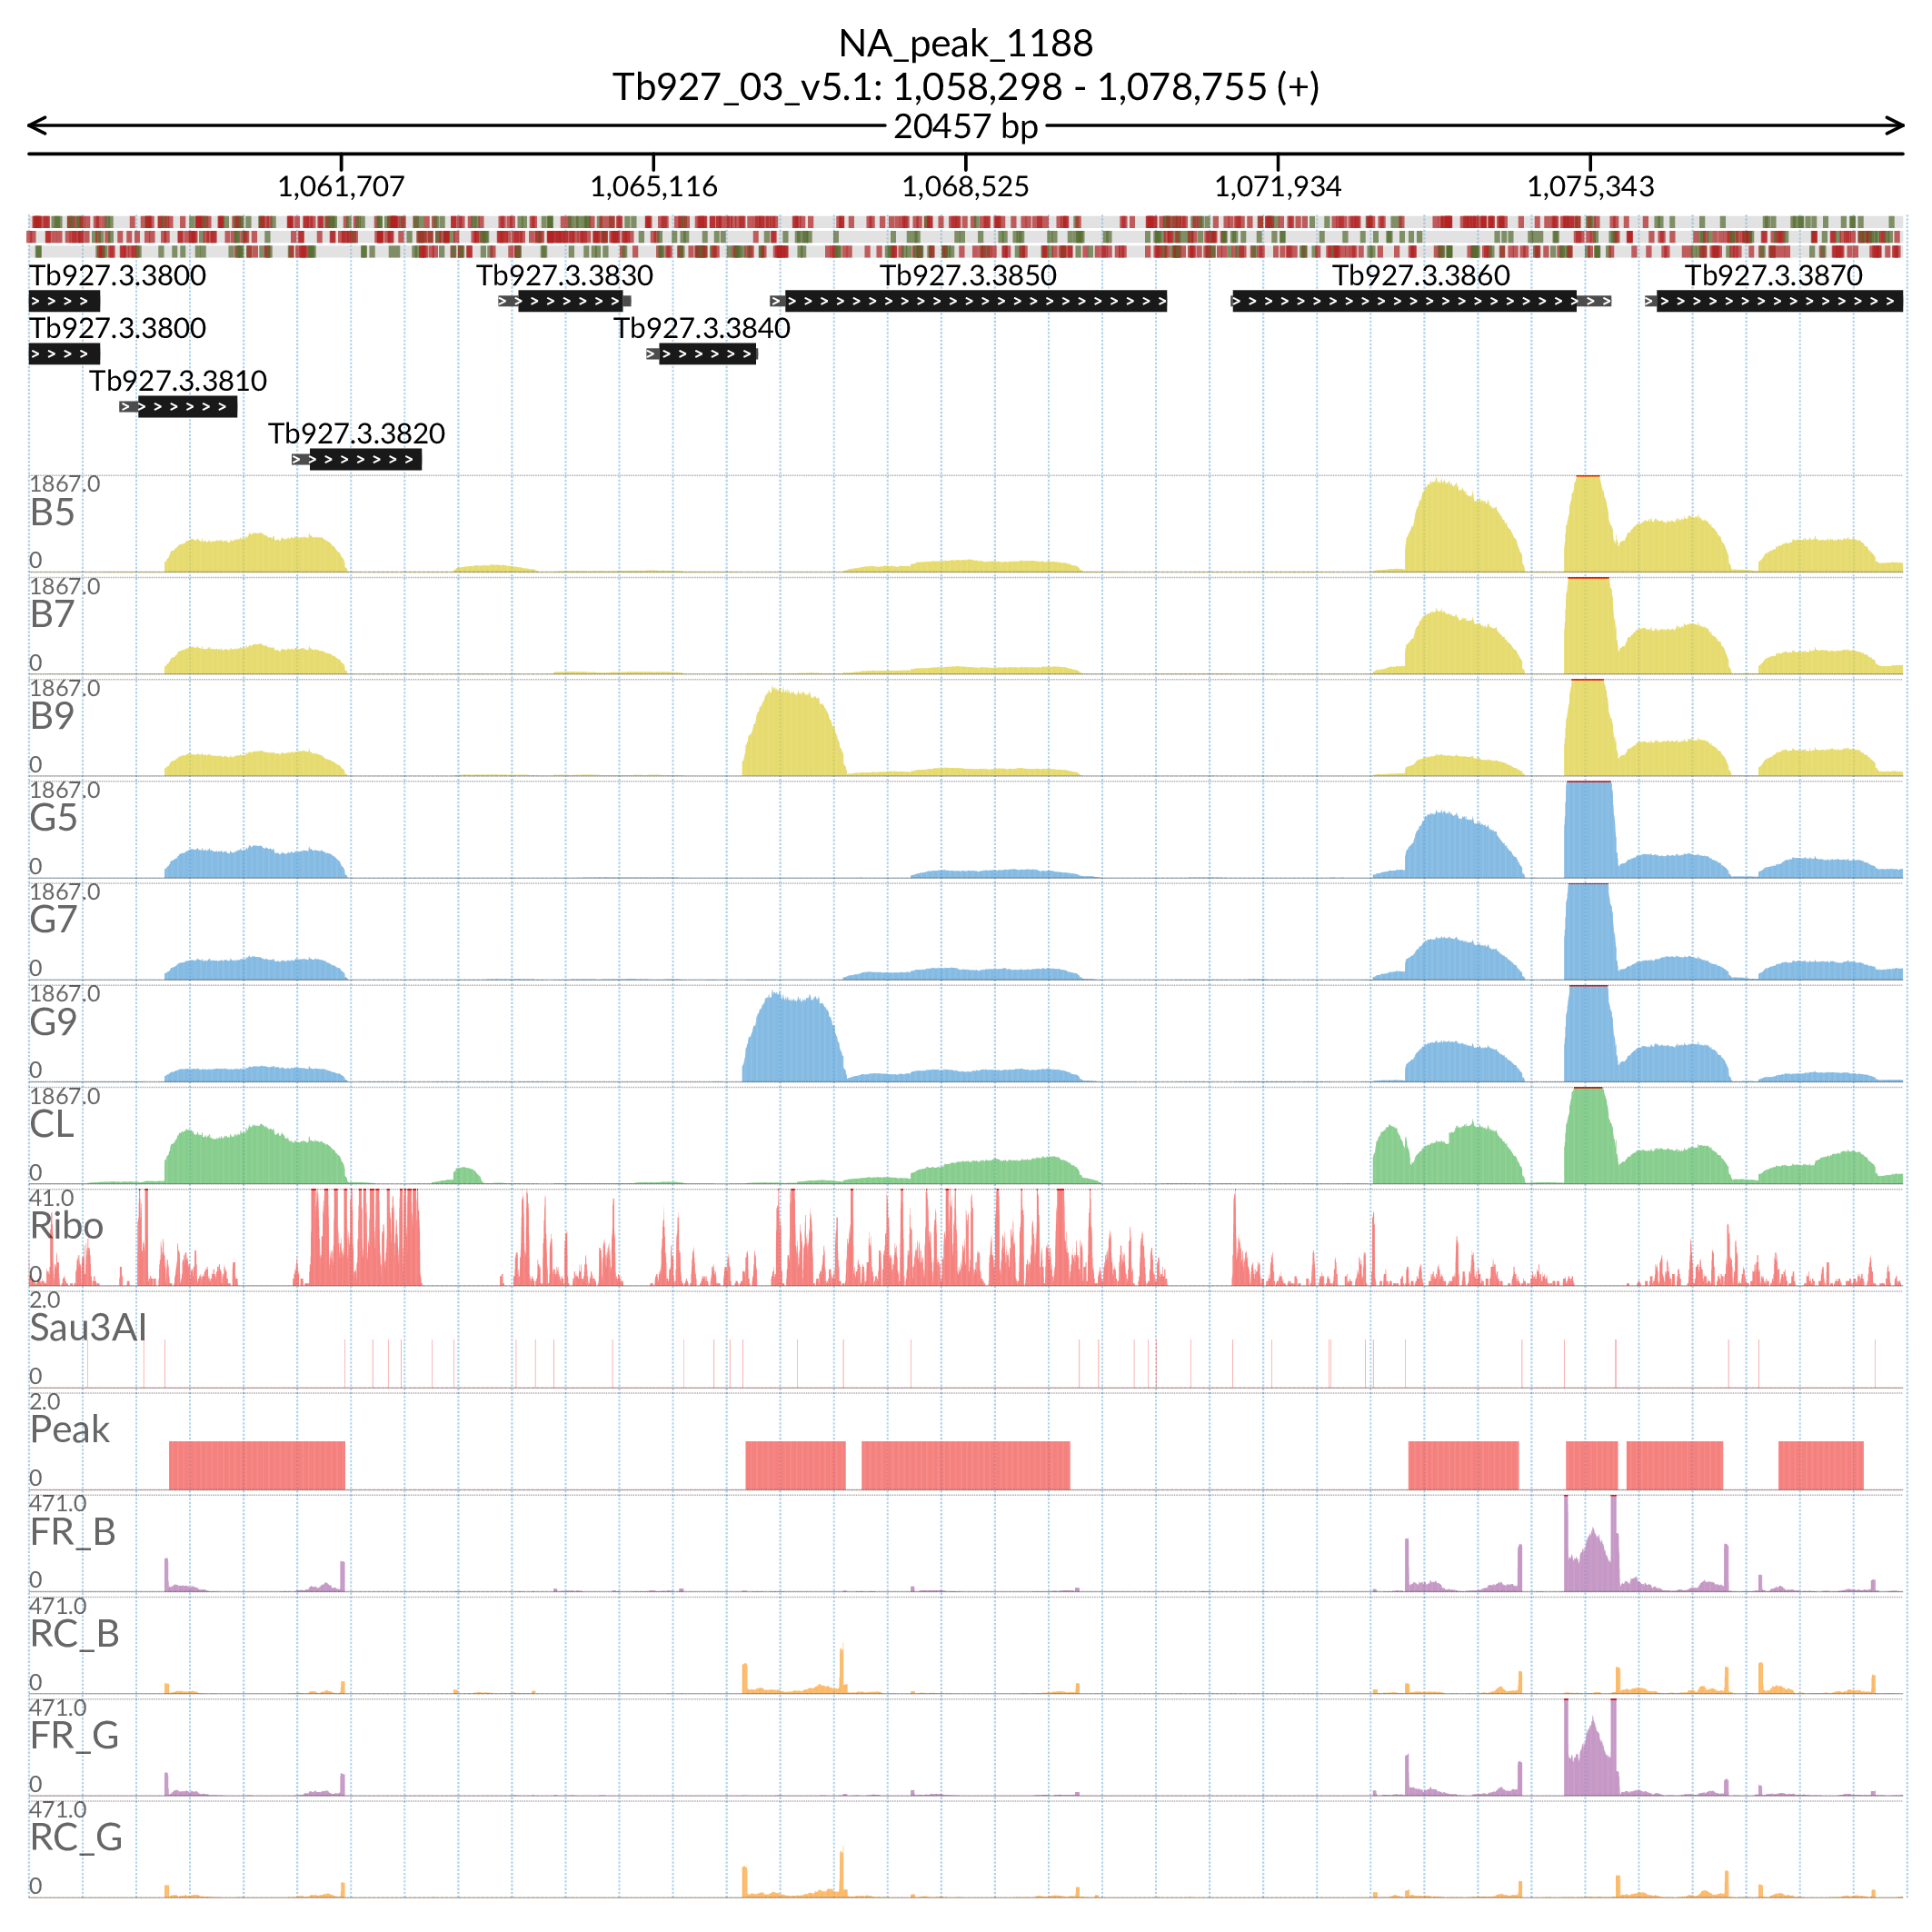 NA_peak_1188
Tb927_03_v5.1: 1,058,298 - 1,078,755 (+)
20457 bp
1,061,707 1,065,116 1,068,525 1,071,934 1,075,343
Tb927.3.3800 Tb927.3.3830 Tb927.3.3850 Tb927.3.3860 Tb927.3.3870
Tb927.3.3800 Tb927.3.3840
Tb927.3.3810
Tb927.3.3820
1867.0
B5
0
1867.0
B7
0
1867.0
B9
0
1867.0
G5
0
1867.0
G7
0
1867.0
G9
0
1867.0
CL
0
41.0
Ribo
0
2.0
Sau3AI
0
2.0
Peak
0
471.0
FR_B
0
471.0
RC_B
0
471.0
FR_G
0
471.0
RC_G
0